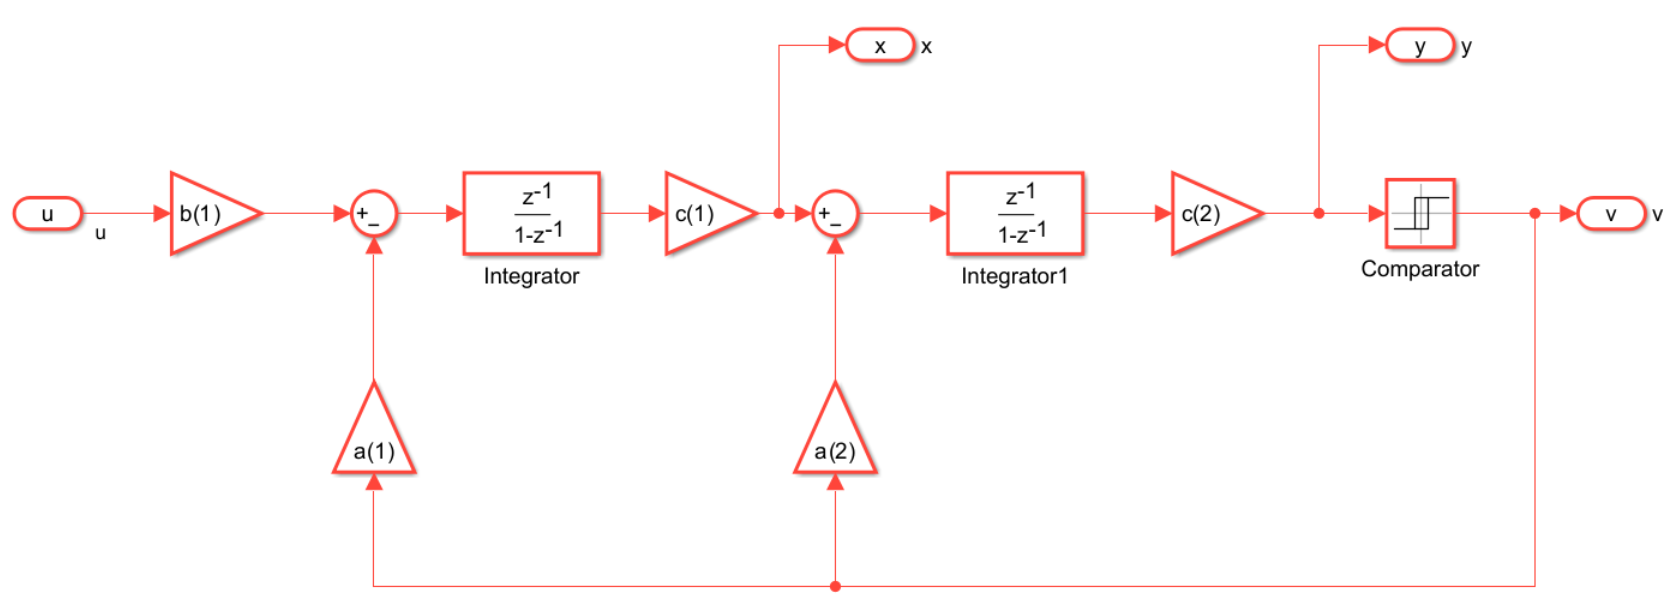 x x
y y
u
u
b(1)
+
−
z-1
1-z-1
Integrator
c(1)
+
−
z-1
1-z-1
Integrator1
c(2)
Comparator
v v
a(1)
a(2)